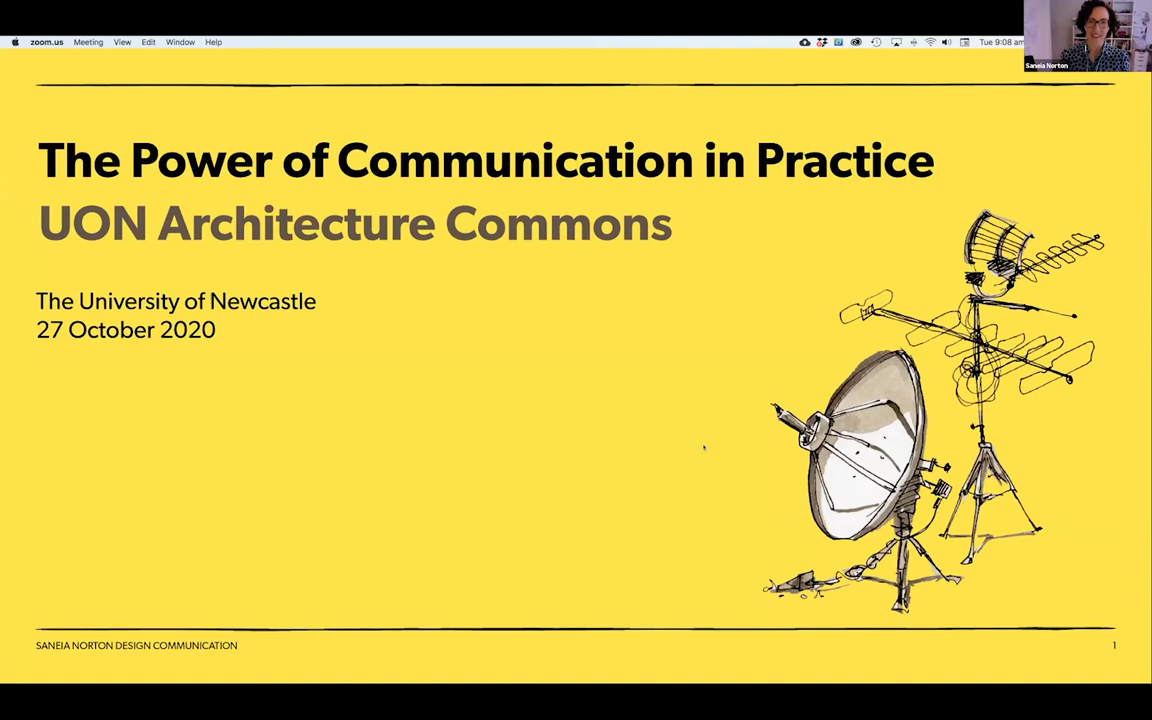 zoom.us Meeting View Edit Window Help
Tue 9:08 am
Saneia Norton
The Power of Communication in Practice
UON Architecture Commons
The University of Newcastle
27 October 2020
SANEIA NORTON DESIGN COMMUNICATION
1